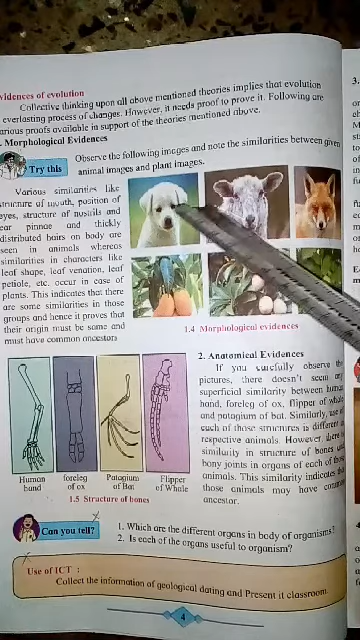 vidences of evolution
Collective thinking upon all above mentioned theories implies that evolution
everlasting process of changes. However, it needs proof to prove it. Following are
arious proofs available in support of the theories mentioned above.
Morphological Evidences
Try this
Observe the following images and note the similarities between given
animal images and plant images.
Various similarities like
structure of mouth, position of
eyes, structure of nostrils and
ear pinnae and thickly
distributed hairs on body are
seen in animals whereas
similarities in characters like
leaf shape, leaf venation, leaf
petiole, etc. occur in case of
plants. This indicates that there
are some similarities in those
groups and hence it proves that
their origin must be same and
must have common ancestors
1.4 Morphological evidences
2. Anatomical Evidences
If you carefully observe the
pictures, there doesn't seem any
superficial similarity between human
hand, foreleg of ox, flipper of whale
and patagium of bat. Similarly, use of
each of those structures is different in
respective animals. However, there is
similarity in structure of bones and
bony joints in organs of each of those
animals. This similarity indicates that
those animals may have common
ancestor.
Human
hand
foreleg
of ox
Patagium
of Bat
Flipper
of Whale
1.5 Structure of bones
Can you tell?
1. Which are the different organs in body of organisms?
2. Is each of the organs useful to organism?
Use of ICT :
Collect the information of geological dating and Present it classroom.
4